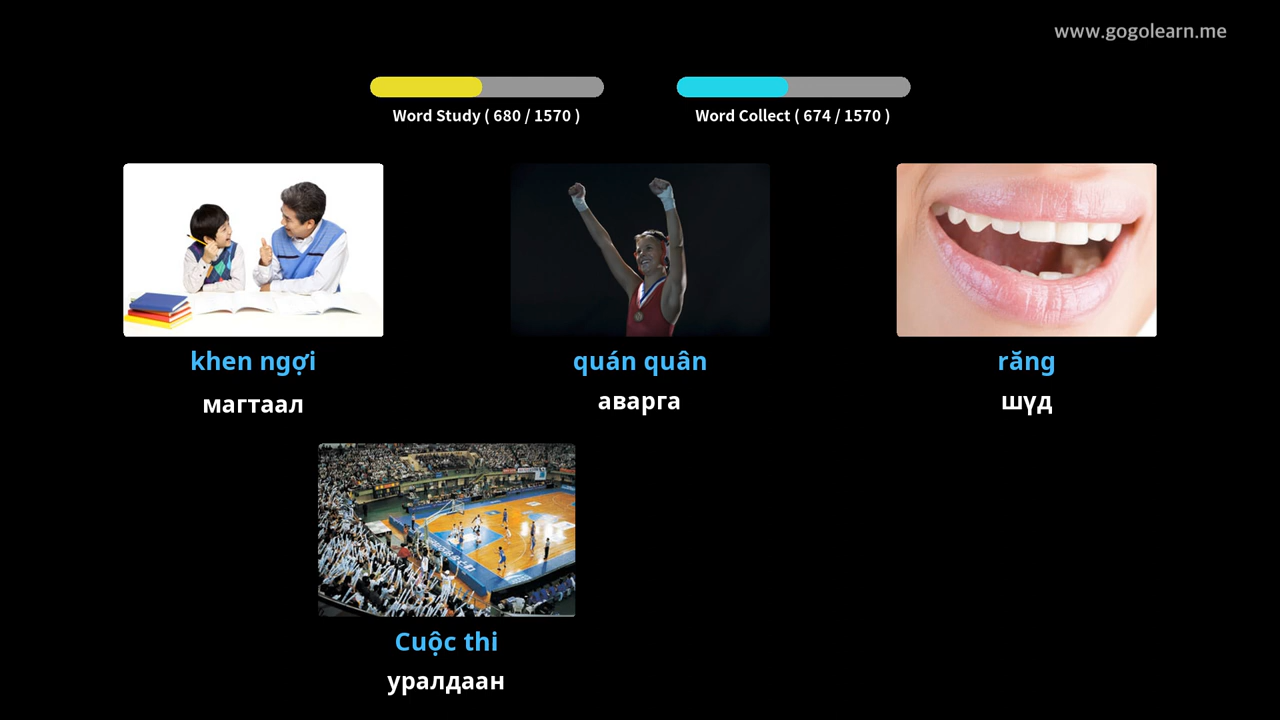 www.gogolearn.me
Word Study ( 680 / 1570 )
Word Collect ( 674 / 1570 )
khen ngợi
quán quân
răng
магтаал
аварга
шүд
Cuộc thi
уралдаан